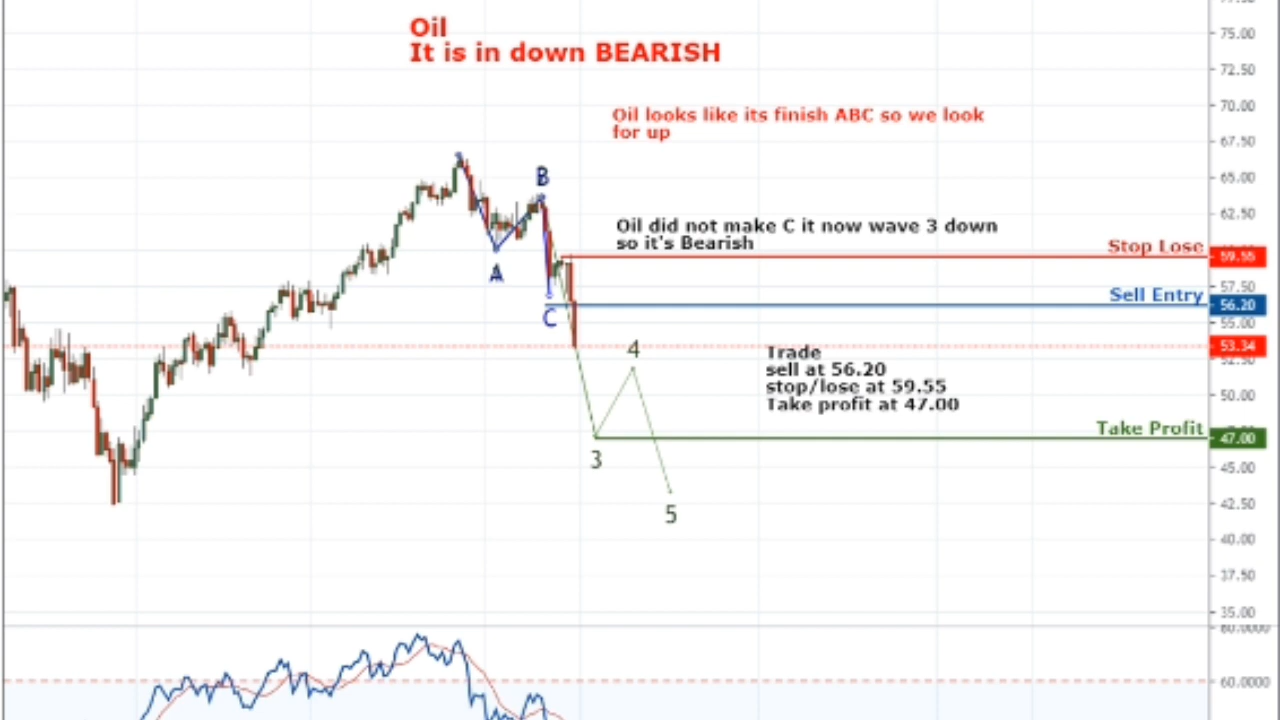 Oil
It is in down BEARISH
75.00
72.50
Oil looks like its finish ABC so we look
for up
70.00
67.50
B
65.00
Oil did not make C it now wave 3 down
so it's Bearish
62.50
Stop Lose
59.55
A
57.50
Sell Entry
56.20
C
55.00
53.34
4
Trade
sell at 56.20
stop/lose at 59.55
Take profit at 47.00
52.50
50.00
Take Profit
47.00
3
45.00
42.50
5
40.00
37.50
35.00
80.0000
60.0000